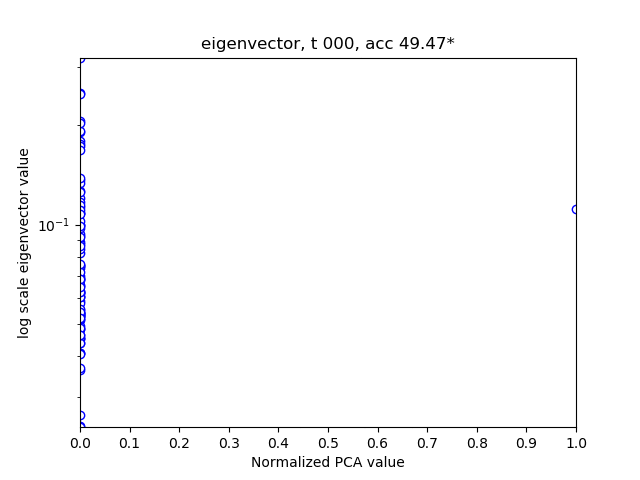 eigenvector, t 000, acc 49.47*
log scale eigenvector value
10⁻¹
0.0 0.1 0.2 0.3 0.4 0.5 0.6 0.7 0.8 0.9 1.0
Normalized PCA value